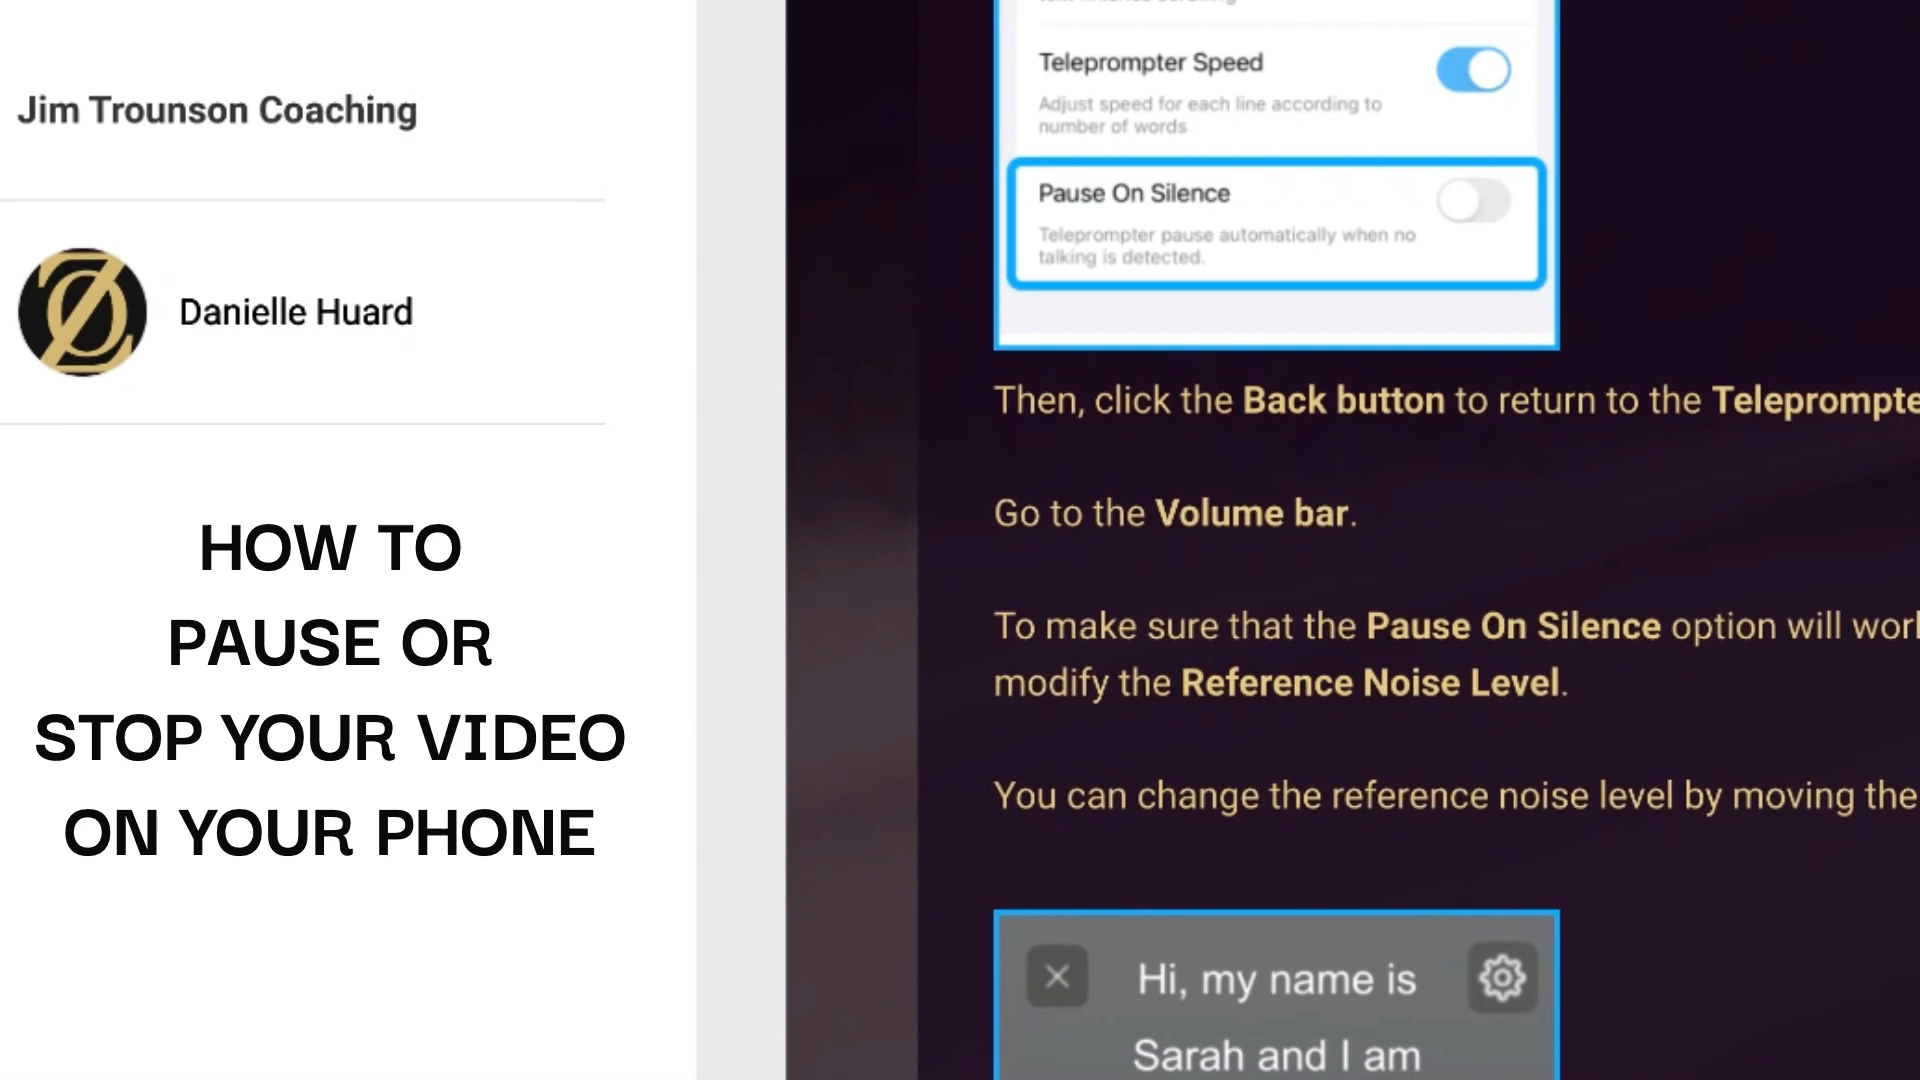 Jim Trounson Coaching
Danielle Huard
HOW TO
PAUSE OR
STOP YOUR VIDEO
ON YOUR PHONE
Teleprompter Speed
Adjust speed for each line according to
number of words
Pause On Silence
Teleprompter pause automatically when no
talking is detected.
Then, click the Back button to return to the Teleprompte
Go to the Volume bar.
To make sure that the Pause On Silence option will work
modify the Reference Noise Level.
You can change the reference noise level by moving the
Hi, my name is
Sarah and I am